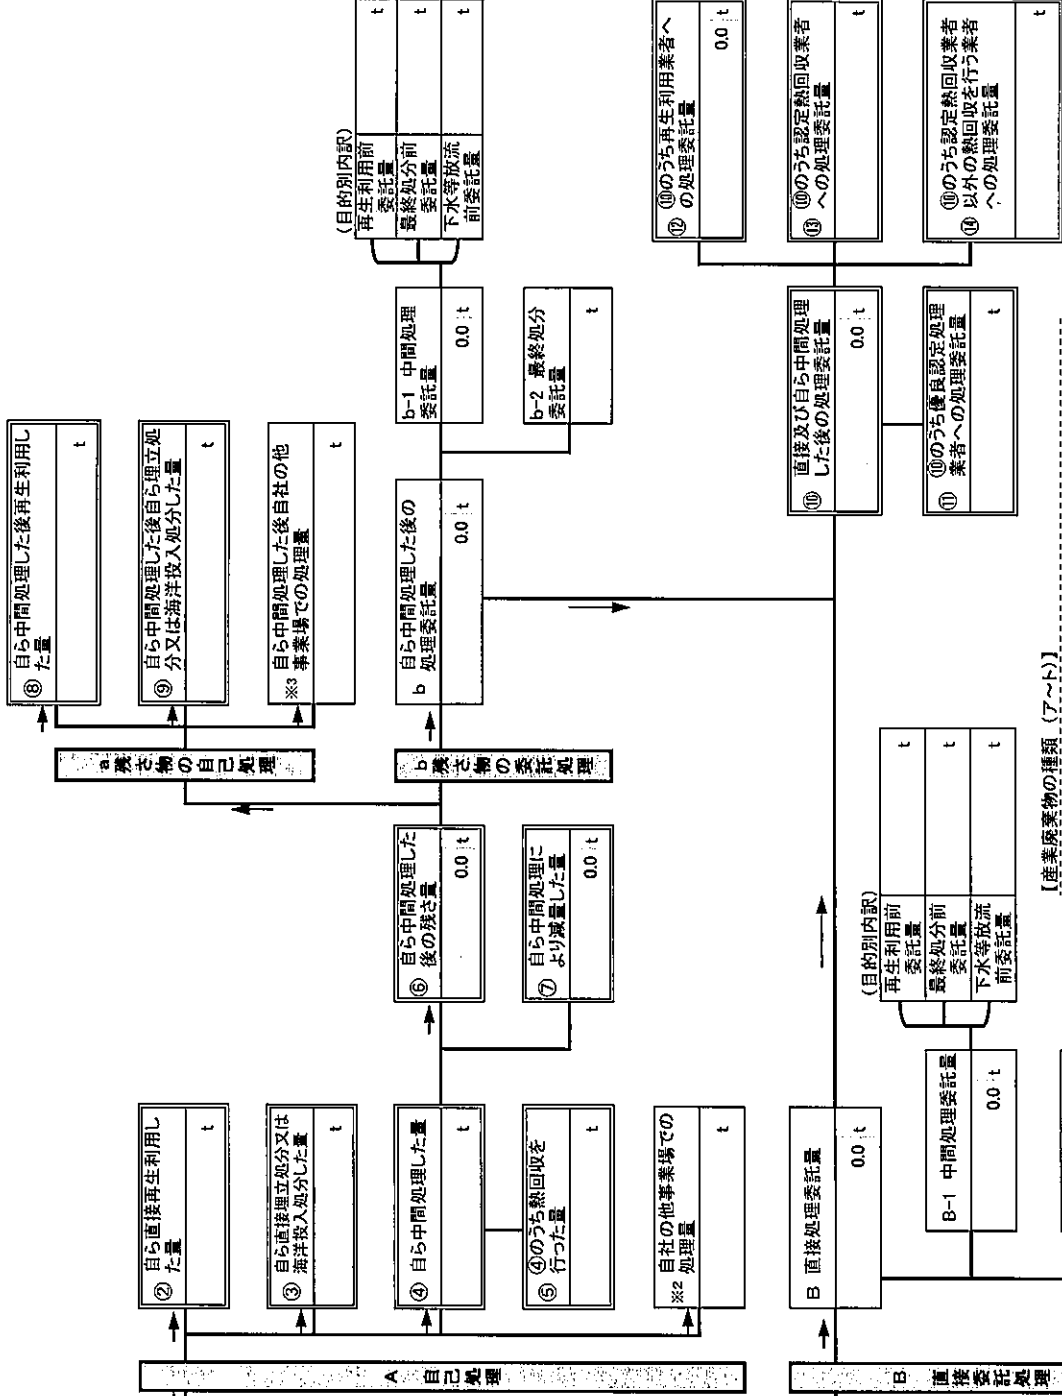 A 自己処理
② 自ら直接再生利用し
た量
t
③ 自ら直接埋立処分又は
海洋投入処分した量
t
④ 自ら中間処理した量
t
⑤ ④のうち熱回収を
行った量
t
※2 自社の他事業場での
処理量
t
⑥ 自ら中間処理した
後の残さ量
0.0 t
⑦ 自ら中間処理に
より減量した量
0.0 t
a 残さ物の自己処理
⑧ 自ら中間処理した後再生利用し
た量
t
⑨ 自ら中間処理した後自ら埋立処
分又は海洋投入処分した量
t
※3 自ら中間処理した後自社の他
事業場での処理量
t
b 残さ物の委託処理
b 自ら中間処理した後の
処理委託量
0.0 t
b-1 中間処理
委託量
0.0 t
b-2 最終処分
委託量
t
(目的別内訳)
再生利用前
委託量
t
最終処分前
委託量
t
下水等放流
前委託量
t
B 直接委託処理
B 直接処理委託量
0.0 t
B-1 中間処理委託量
0.0 t
(目的別内訳)
再生利用前
委託量
t
最終処分前
委託量
t
下水等放流
前委託量
t
⑩ 直接及び自ら中間処理
した後の処理委託量
0.0 t
⑪ ⑩のうち優良認定処理
業者への処理委託量
t
⑫ ⑩のうち再生利用業者へ
の処理委託量
0.0 t
⑬ ⑩のうち認定熱回収業者
への処理委託量
t
⑭ ⑩のうち認定熱回収業者
以外の熱回収を行う業者
への処理委託量
t
【産業廃棄物の種類 (ア～ト)】